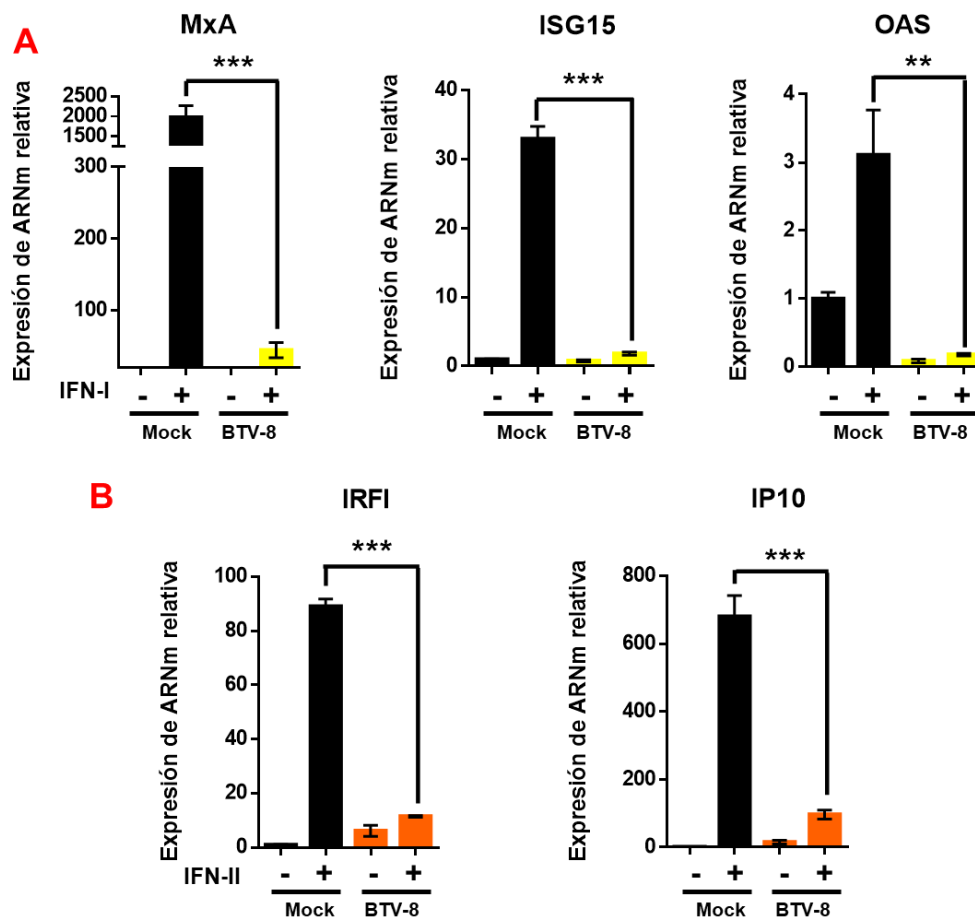 A
MxA
ISG15
OAS
Expresión de ARNm relativa
2500
2000
1500
300
200
100
***
Expresión de ARNm relativa
40
30
20
10
0
***
Expresión de ARNm relativa
4
3
2
1
0
**
IFN-I - + - +
Mock BTV-8
- + - +
Mock BTV-8
- + - +
Mock BTV-8
B
IRFI
IP10
Expresión de ARNm relativa
100
80
60
40
20
0
***
Expresión de ARNm relativa
800
600
400
200
0
***
IFN-II - + - +
Mock BTV-8
- + - +
Mock BTV-8